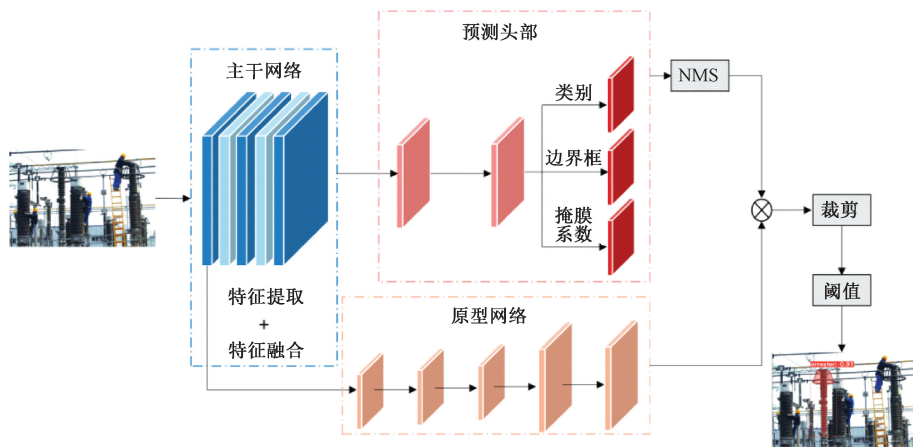 预测头部
主干网络
NMS
类别
边界框
掩膜
系数
裁剪
特征提取
+
特征融合
阈值
原型网络